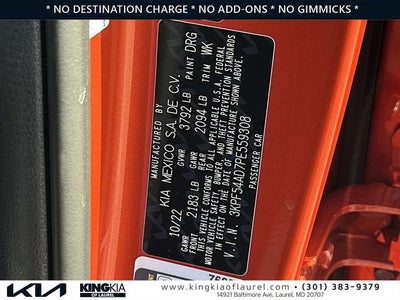 * NO DESTINATION CHARGE * NO ADD-ONS * NO GIMMICKS *
MANUFACTURED BY
KIA MEXICO S.A. DE C.V. PAINT DRG
10/22 GVWR 3792 LB TRIM WK
GAWR FRONT 2183 LB GAWR REAR 2094 LB
THIS VEHICLE CONFORMS TO ALL APPLICABLE U.S.A. FEDERAL
MOTOR VEHICLE SAFETY, BUMPER, AND THEFT PREVENTION STANDARDS
IN EFFECT ON THE DATE OF MANUFACTURE SHOWN ABOVE.
V.I.N. 3KPF54AD7PE559308
PASSENGER CAR
KIA
KING KIA
OF LAUREL
www.kingkiaoflaurel.com • (301) 383-9379
14921 Baltimore Ave, Laurel, MD 20707